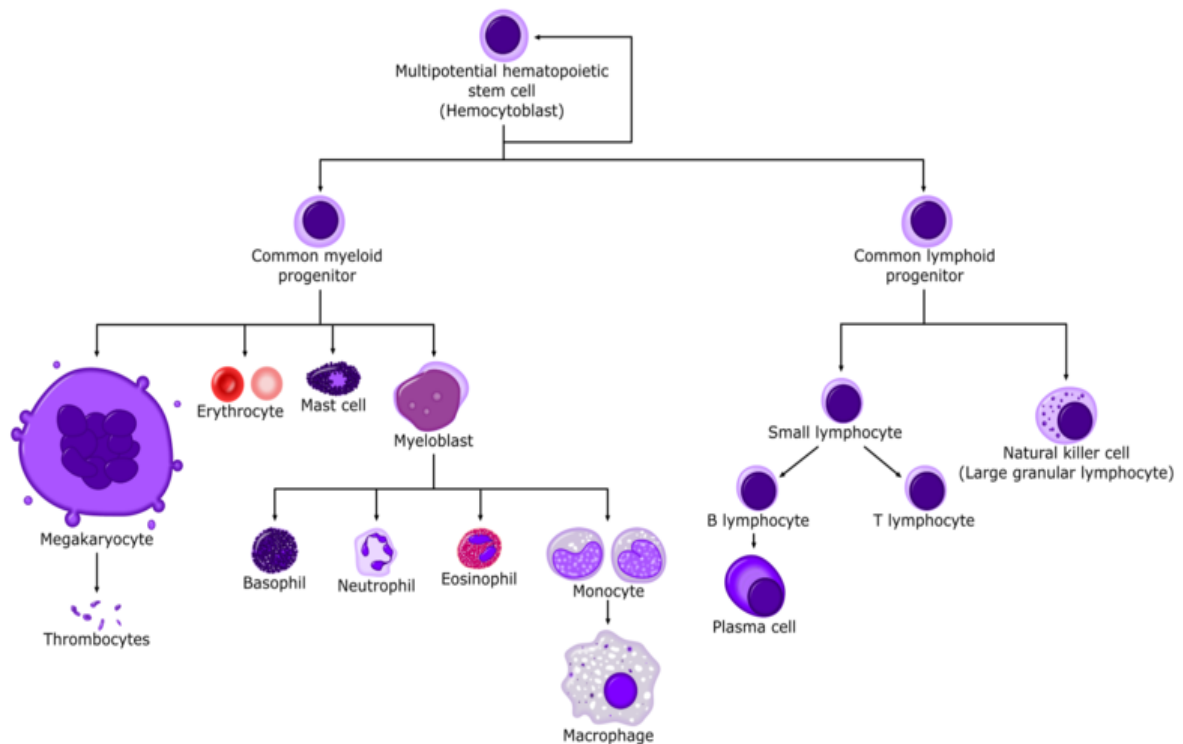 Multipotential hematopoietic
stem cell
(Hemocytoblast)
Common myeloid
progenitor
Common lymphoid
progenitor
Megakaryocyte
Erythrocyte
Mast cell
Myeloblast
Small lymphocyte
Natural killer cell
(Large granular lymphocyte)
Thrombocytes
Basophil
Neutrophil
Eosinophil
Monocyte
B lymphocyte
T lymphocyte
Macrophage
Plasma cell